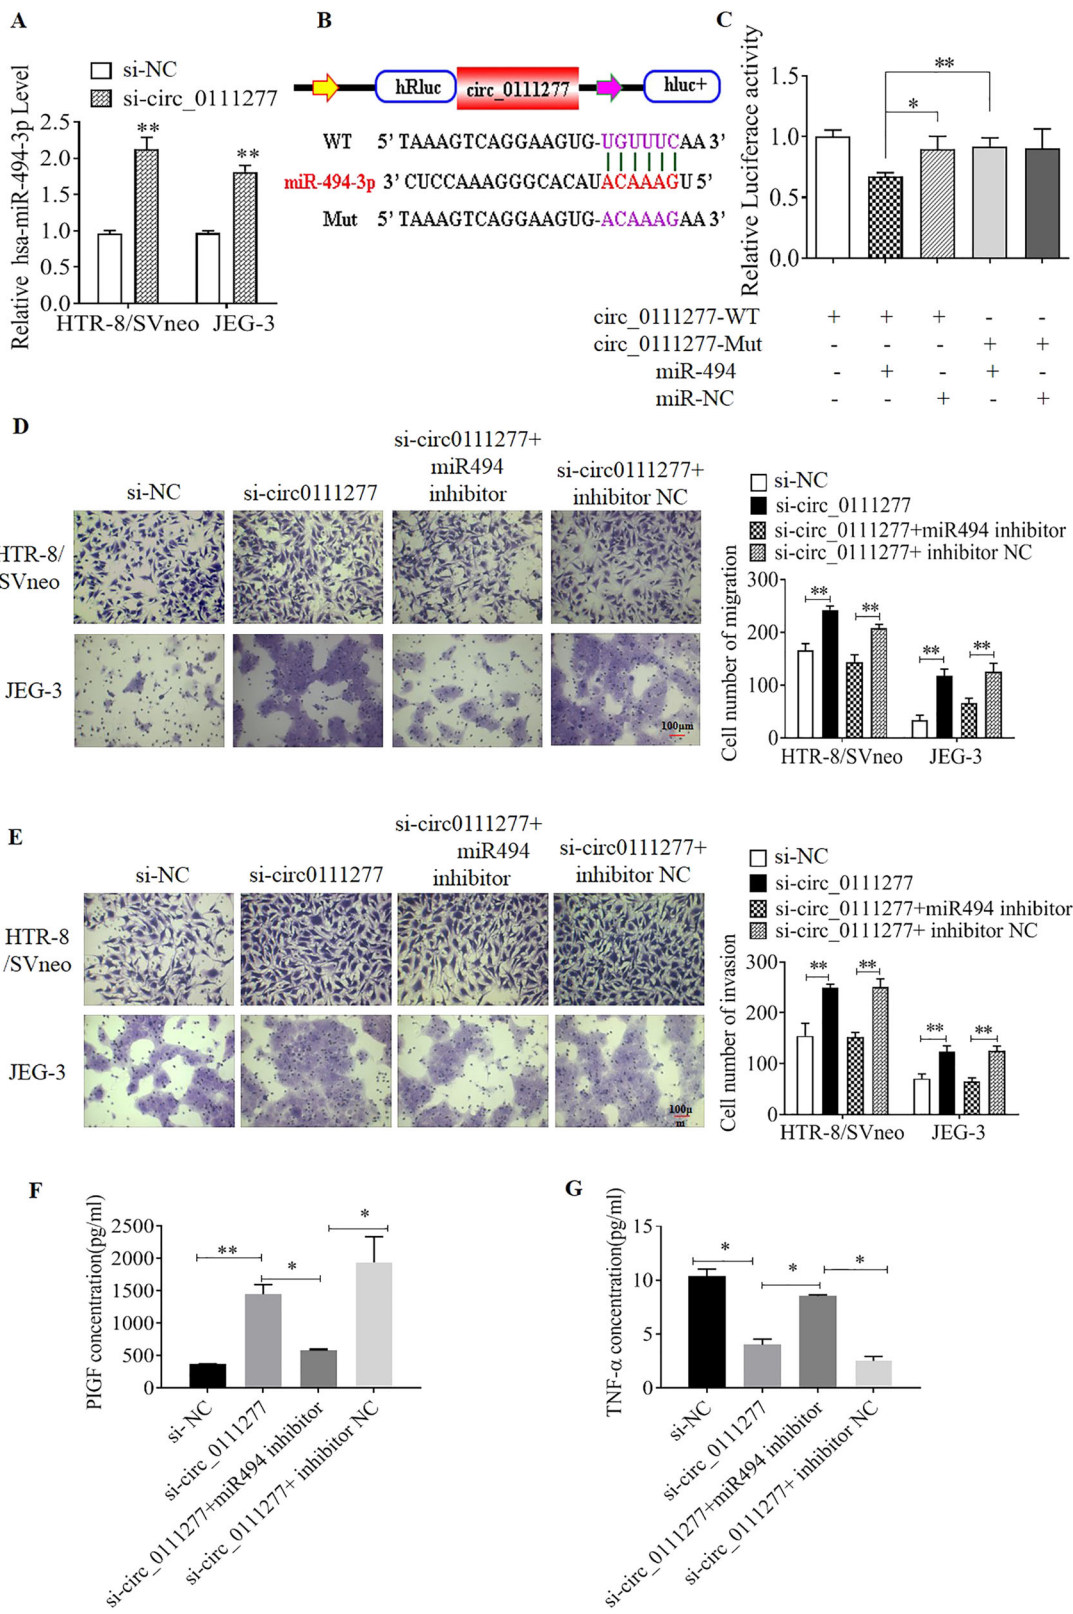 A
si-NC
si-circ_0111277
Relative hsa-miR-494-3p Level
2.5
2.0
1.5
1.0
0.5
0.0
**
**
HTR-8/SVneo JEG-3
B
hRluc circ_0111277 hluc+
WT 5' TAAAGTCAGGAAGUG-UGUUUCAA 3'
miR-494-3p 3' CUCCAAAGGGCACAUACAAAGU 5'
Mut 5' TAAAGTCAGGAAGUG-ACAAAGAA 3'
C
Relative Luciferace activity
1.5
1.0
0.5
0.0
**
*
circ_0111277-WT + + + - -
circ_0111277-Mut - - - + +
miR-494 - + - + -
miR-NC - - + - +
D
si-NC
si-circ0111277
si-circ0111277+
miR494
inhibitor
si-circ0111277+
inhibitor NC
HTR-8/
SVneo
JEG-3
100μm
si-NC
si-circ_0111277
si-circ_0111277+miR494 inhibitor
si-circ_0111277+ inhibitor NC
Cell number of migration
300
200
100
0
**
**
**
**
HTR-8/SVneo JEG-3
E
si-NC
si-circ0111277
si-circ0111277+
miR494
inhibitor
si-circ0111277+
inhibitor NC
HTR-8
/SVneo
JEG-3
100μ
m
si-NC
si-circ_0111277
si-circ_0111277+miR494 inhibitor
si-circ_0111277+ inhibitor NC
Cell number of invasion
300
200
100
0
**
**
**
**
HTR-8/SVneo JEG-3
F
PIGF concentration(pg/ml)
2500
2000
1500
1000
500
0
**
*
*
si- NC
si-circ_0111277
si-circ_0111277+miR494 inhibitor
si-circ_0111277+ inhibitor NC
G
TNF-α concentration(pg/ml)
15
10
5
0
*
*
*
si-NC
si-circ_0111277
si-circ_0111277+miR494 inhibitor
si-circ_0111277+ inhibitor NC